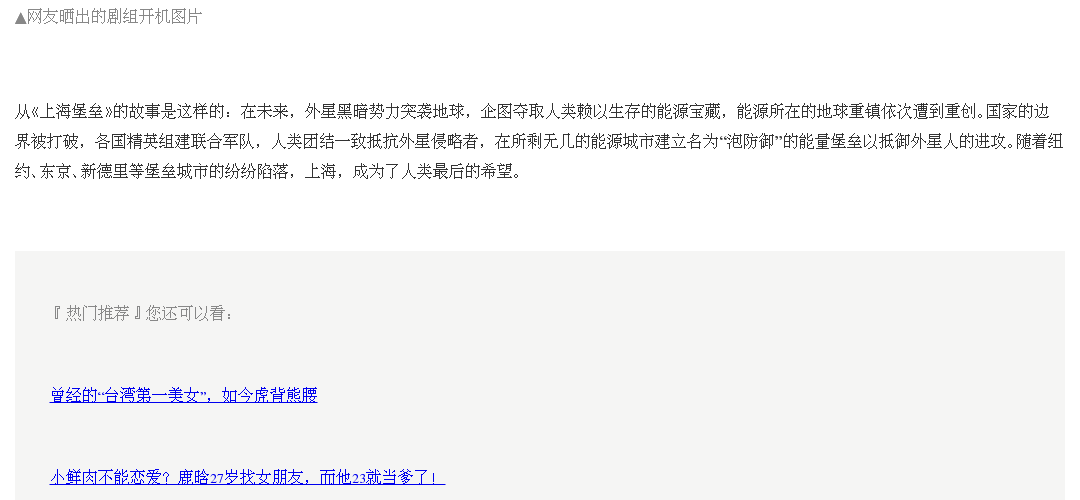 ▲网友晒出的剧组开机图片
从《上海堡垒》的故事是这样的：在未来，外星黑暗势力突袭地球，企图夺取人类赖以生存的能源宝藏，能源所在的地球重镇依次遭到重创。国家的边
界被打破，各国精英组建联合军队，人类团结一致抵抗外星侵略者，在所剩无几的能源城市建立名为“泡防御”的能量堡垒以抵御外星人的进攻。随着纽
约、东京、新德里等堡垒城市的纷纷陷落，上海，成为了人类最后的希望。
『 热门推荐 』您还可以看：
曾经的“台湾第一美女”，如今虎背熊腰
小鲜肉不能恋爱？鹿晗27岁找女朋友，而他23就当爹了！